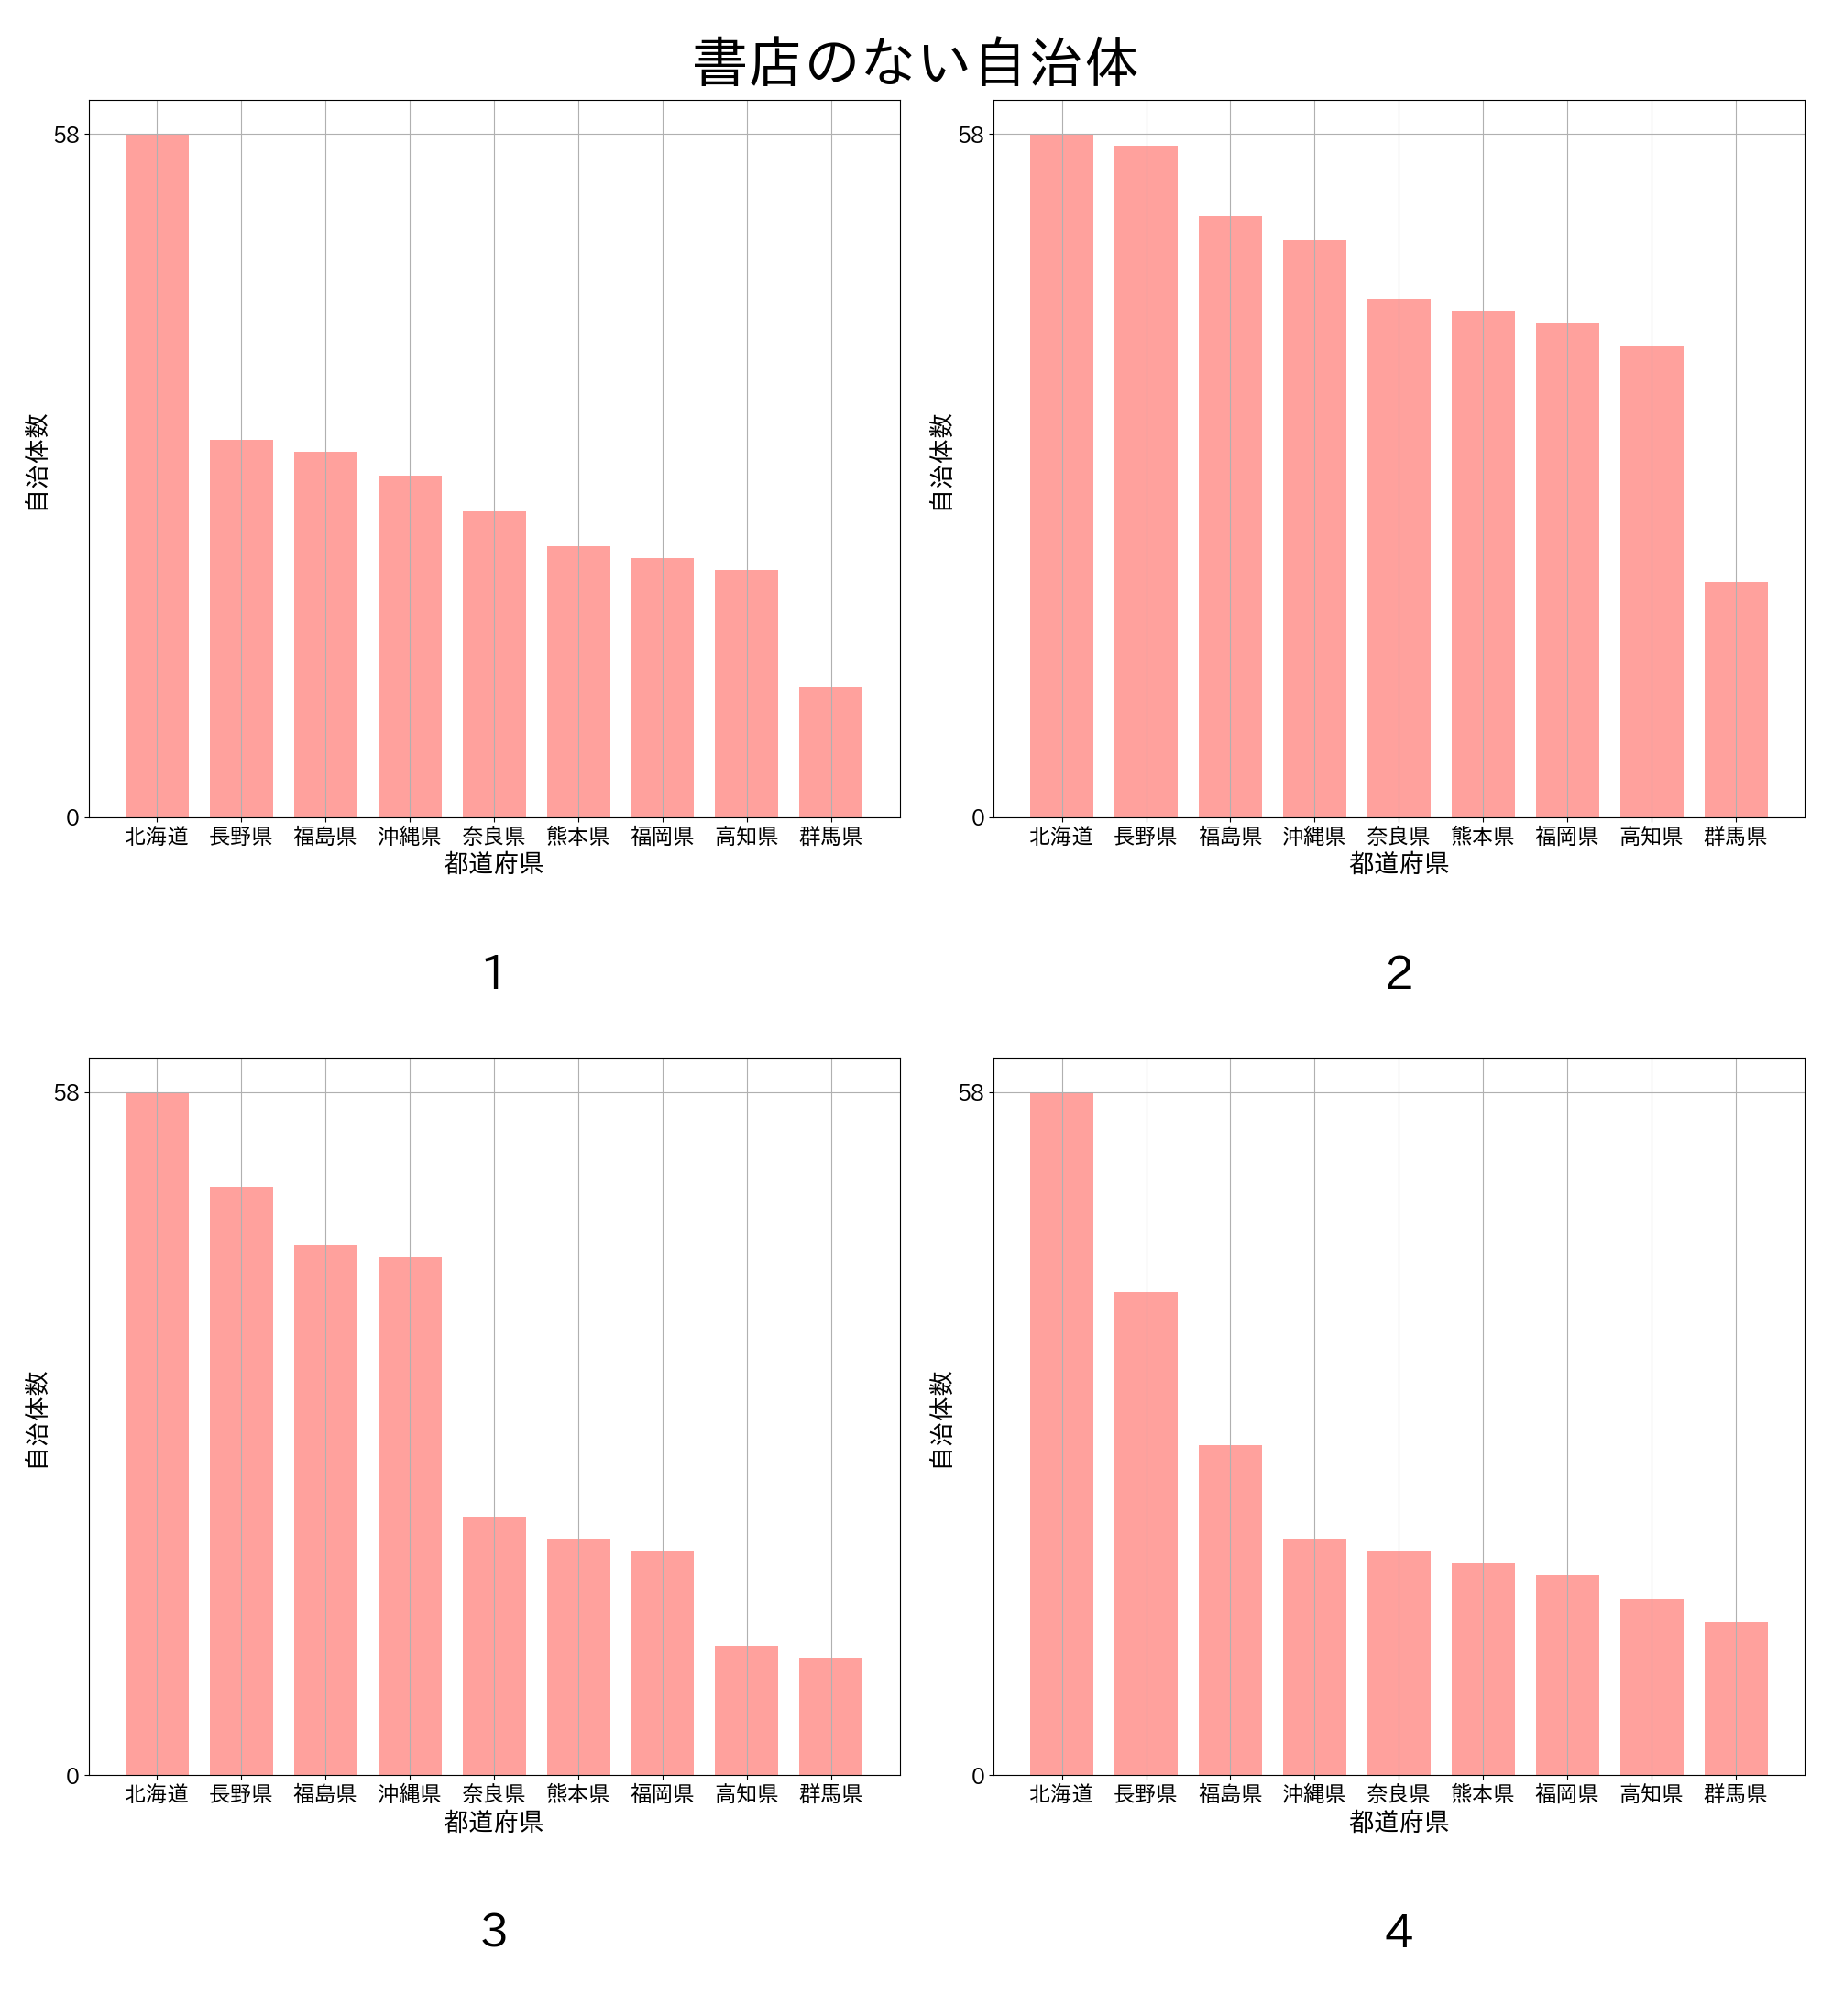 書店のない自治体
58
0
自治体数
北海道 長野県 福島県 沖縄県 奈良県 熊本県 福岡県 高知県 群馬県
都道府県
1
58
0
自治体数
北海道 長野県 福島県 沖縄県 奈良県 熊本県 福岡県 高知県 群馬県
都道府県
2
58
0
自治体数
北海道 長野県 福島県 沖縄県 奈良県 熊本県 福岡県 高知県 群馬県
都道府県
3
58
0
自治体数
北海道 長野県 福島県 沖縄県 奈良県 熊本県 福岡県 高知県 群馬県
都道府県
4